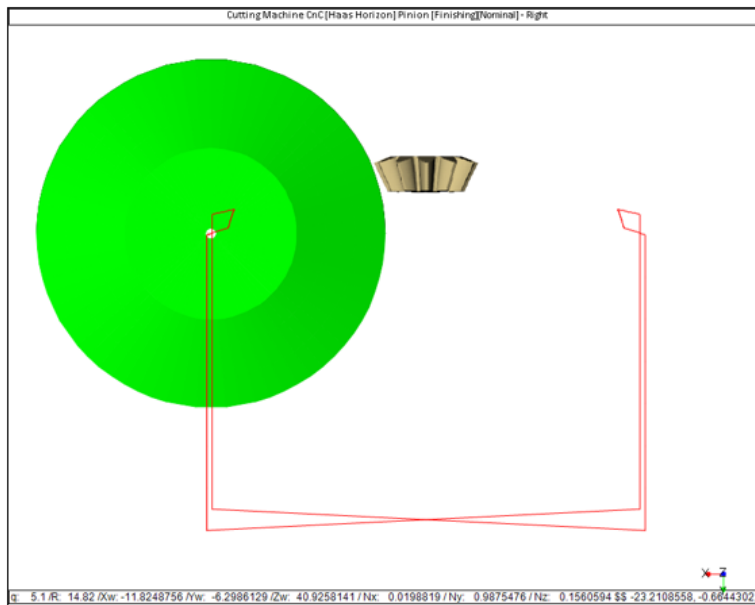 Cutting Machine CnC [Haas Horizon] Pinion [Finishing][Nominal] - Right
X Z
q: 5.1 /R: 14.82 /Xw: -11.8248756 /Yw: -6.2986129 /Zw: 40.9258141 / Nx: 0.0198819 / Ny: 0.9875476 / Nz: 0.1560594 $$ -23.2108558, -0.6644302